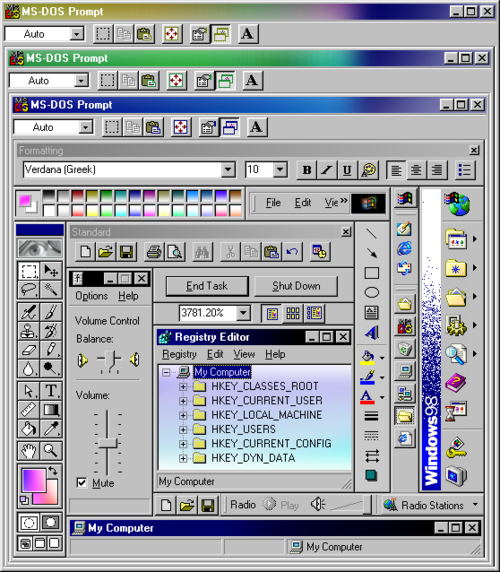 MS-DOS Prompt
Auto
A
MS-DOS Prompt
Auto
A
MS-DOS Prompt
Auto
A
Formatting
Verdana (Greek)
10
B I U
File Edit Vie »
Standard
Options Help
Volume Control
Balance:
Volume:
Mute
End Task
Shut Down
3781.20%
Registry Editor
Registry Edit View Help
My Computer
HKEY_CLASSES_ROOT
HKEY_CURRENT_USER
HKEY_LOCAL_MACHINE
HKEY_USERS
HKEY_CURRENT_CONFIG
HKEY_DYN_DATA
My Computer
A
A
T
Windows98
Radio
Play
Radio Stations
My Computer
My Computer